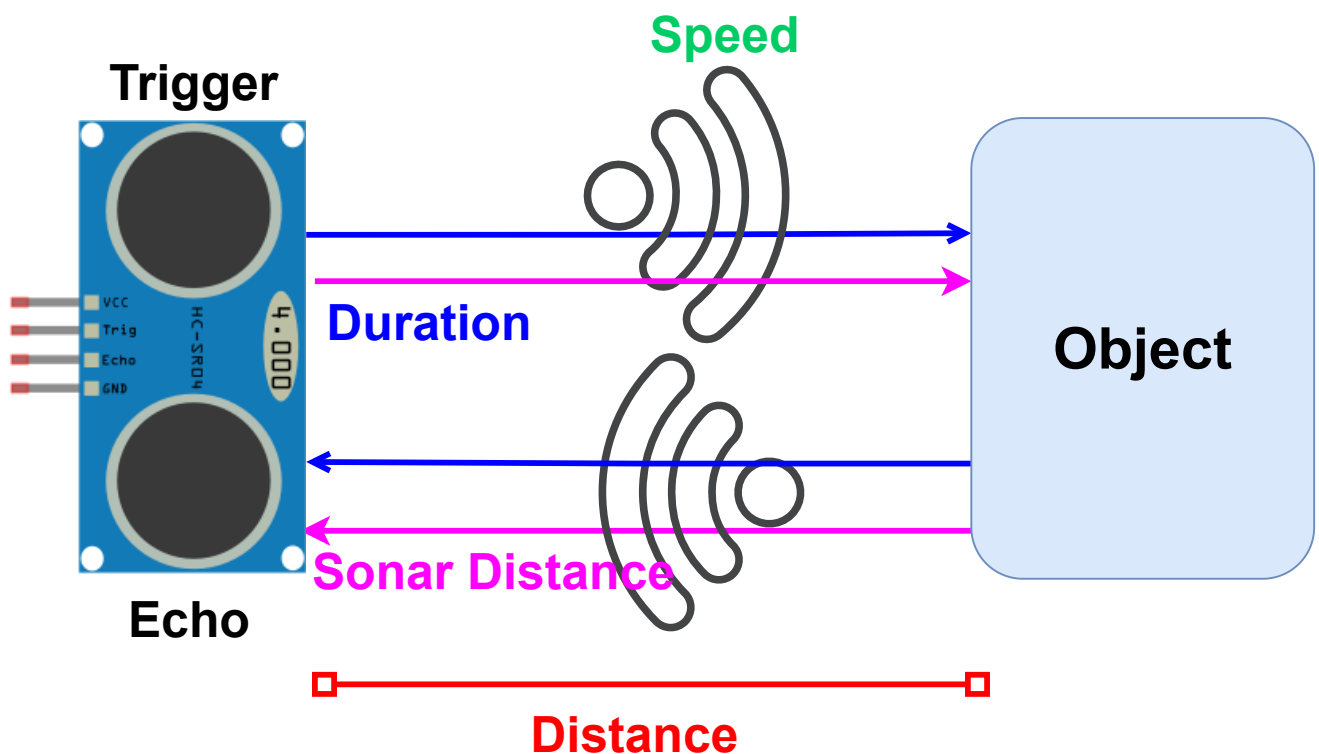 Speed
Trigger
VCC
Trig
Echo
GND
HC-SR04
4.000
Duration
Object
Sonar Distance
Echo
Distance